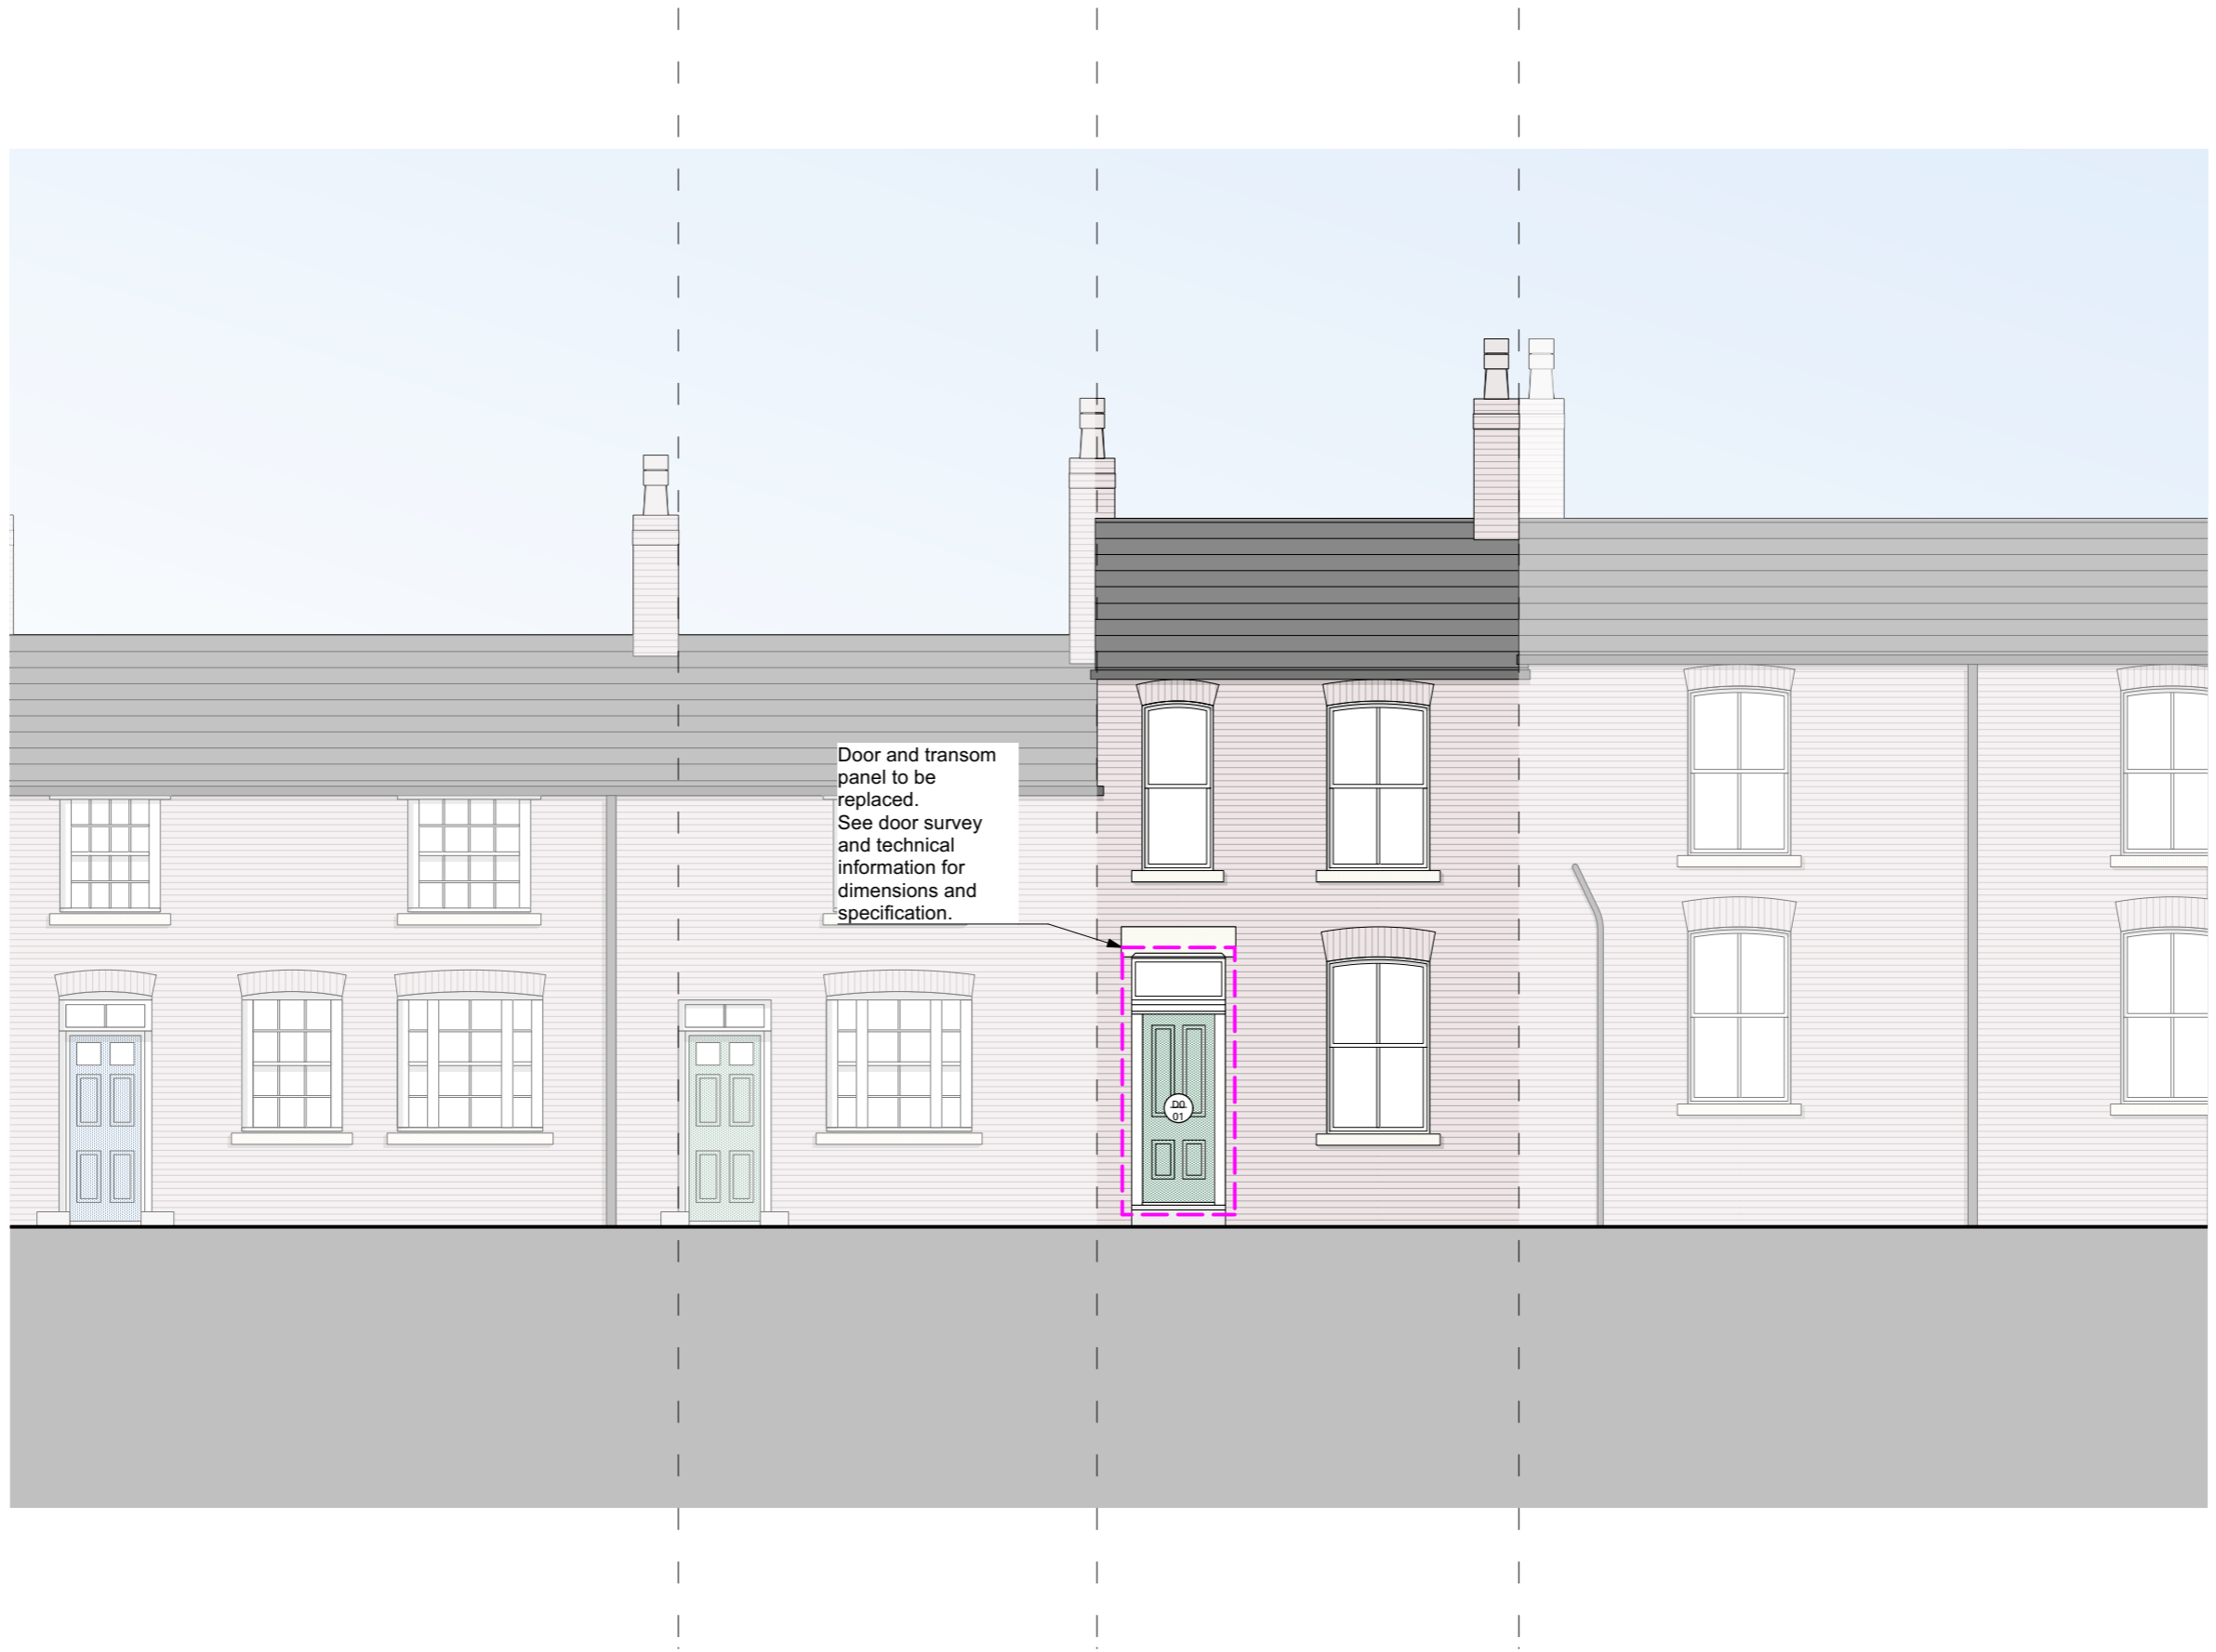 Door and transom
panel to be
replaced.
See door survey
and technical
information for
dimensions and
specification.
D0
01